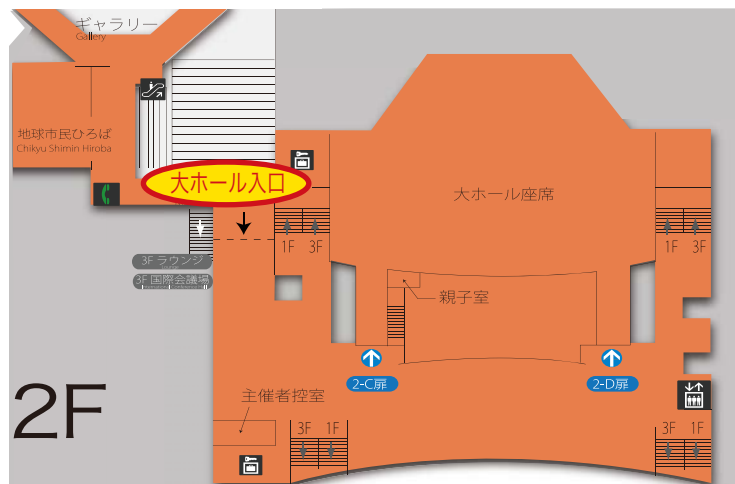 ギャラリー
Gallery
地球市民ひろば
Chikyu Shimin Hiroba
大ホール入口
大ホール座席
1F 3F
1F 3F
3F ラウンジ
3F 国際会議場
親子室
2-C扉
2-D扉
2F
主催者控室
3F 1F
3F 1F